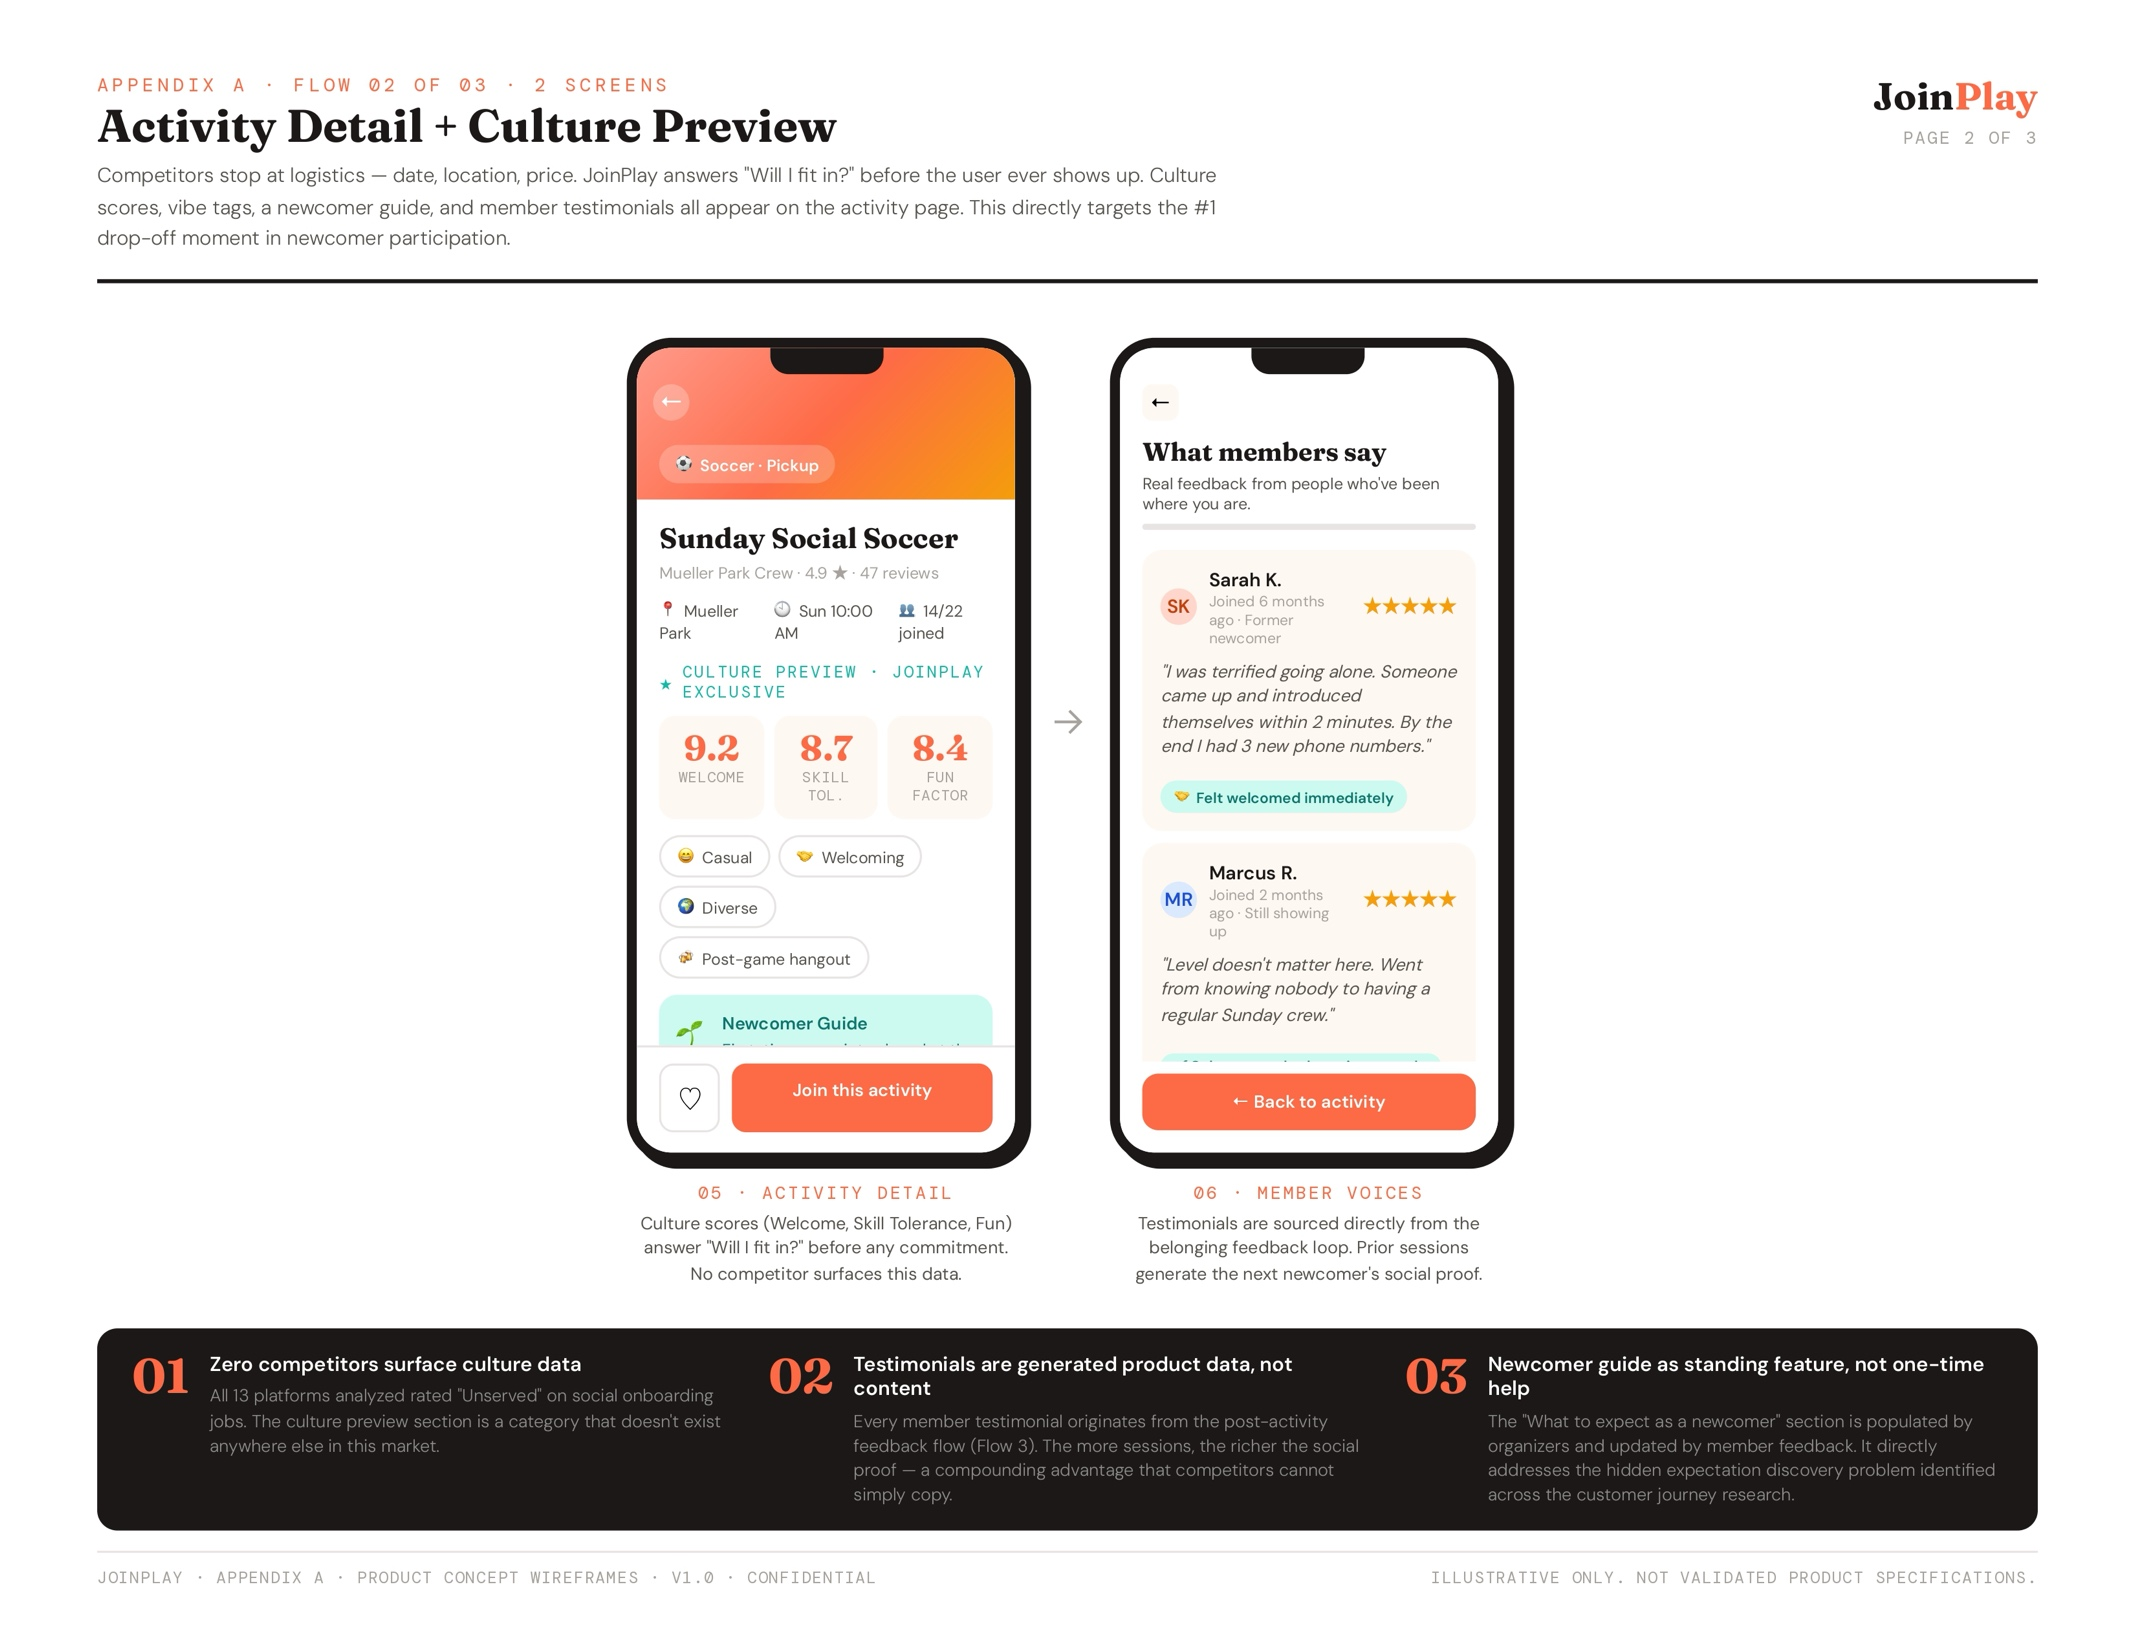 APPENDIX A · FLOW 02 OF 03 · 2 SCREENS
Activity Detail + Culture Preview
Competitors stop at logistics — date, location, price. JoinPlay answers "Will I fit in?" before the user ever shows up. Culture
scores, vibe tags, a newcomer guide, and member testimonials all appear on the activity page. This directly targets the #1
drop-off moment in newcomer participation.
JoinPlay
PAGE 2 OF 3
←
⚽ Soccer · Pickup
Sunday Social Soccer
Mueller Park Crew · 4.9 ★ · 47 reviews
📍 Mueller
Park
🕙 Sun 10:00
AM
👥 14/22
joined
★ CULTURE PREVIEW · JOINPLAY
EXCLUSIVE
9.2
WELCOME
8.7
SKILL
TOL.
8.4
FUN
FACTOR
😄 Casual
🤝 Welcoming
🌍 Diverse
🍻 Post-game hangout
🌱 Newcomer Guide
♡
Join this activity
05 · ACTIVITY DETAIL
Culture scores (Welcome, Skill Tolerance, Fun)
answer "Will I fit in?" before any commitment.
No competitor surfaces this data.
→
←
What members say
Real feedback from people who've been
where you are.
SK
Sarah K.
Joined 6 months
ago · Former
newcomer
★★★★★
"I was terrified going alone. Someone
came up and introduced
themselves within 2 minutes. By the
end I had 3 new phone numbers."
🤝 Felt welcomed immediately
MR
Marcus R.
Joined 2 months
ago · Still showing
up
★★★★★
"Level doesn't matter here. Went
from knowing nobody to having a
regular Sunday crew."
← Back to activity
06 · MEMBER VOICES
Testimonials are sourced directly from the
belonging feedback loop. Prior sessions
generate the next newcomer's social proof.
01
Zero competitors surface culture data
All 13 platforms analyzed rated "Unserved" on social onboarding
jobs. The culture preview section is a category that doesn't exist
anywhere else in this market.
02
Testimonials are generated product data, not
content
Every member testimonial originates from the post-activity
feedback flow (Flow 3). The more sessions, the richer the social
proof — a compounding advantage that competitors cannot
simply copy.
03
Newcomer guide as standing feature, not one-time
help
The "What to expect as a newcomer" section is populated by
organizers and updated by member feedback. It directly
addresses the hidden expectation discovery problem identified
across the customer journey research.
JOINPLAY · APPENDIX A · PRODUCT CONCEPT WIREFRAMES · V1.0 · CONFIDENTIAL
ILLUSTRATIVE ONLY. NOT VALIDATED PRODUCT SPECIFICATIONS.